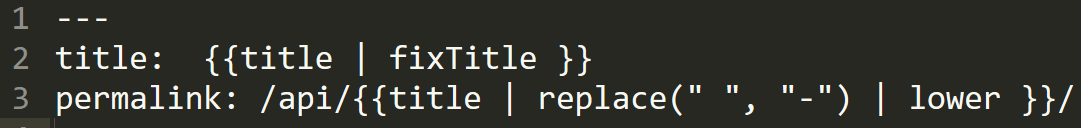 1 ---
2 title:  {{title | fixTitle }}
3 permalink: /api/{{title | replace(" ", "-") | lower }}/